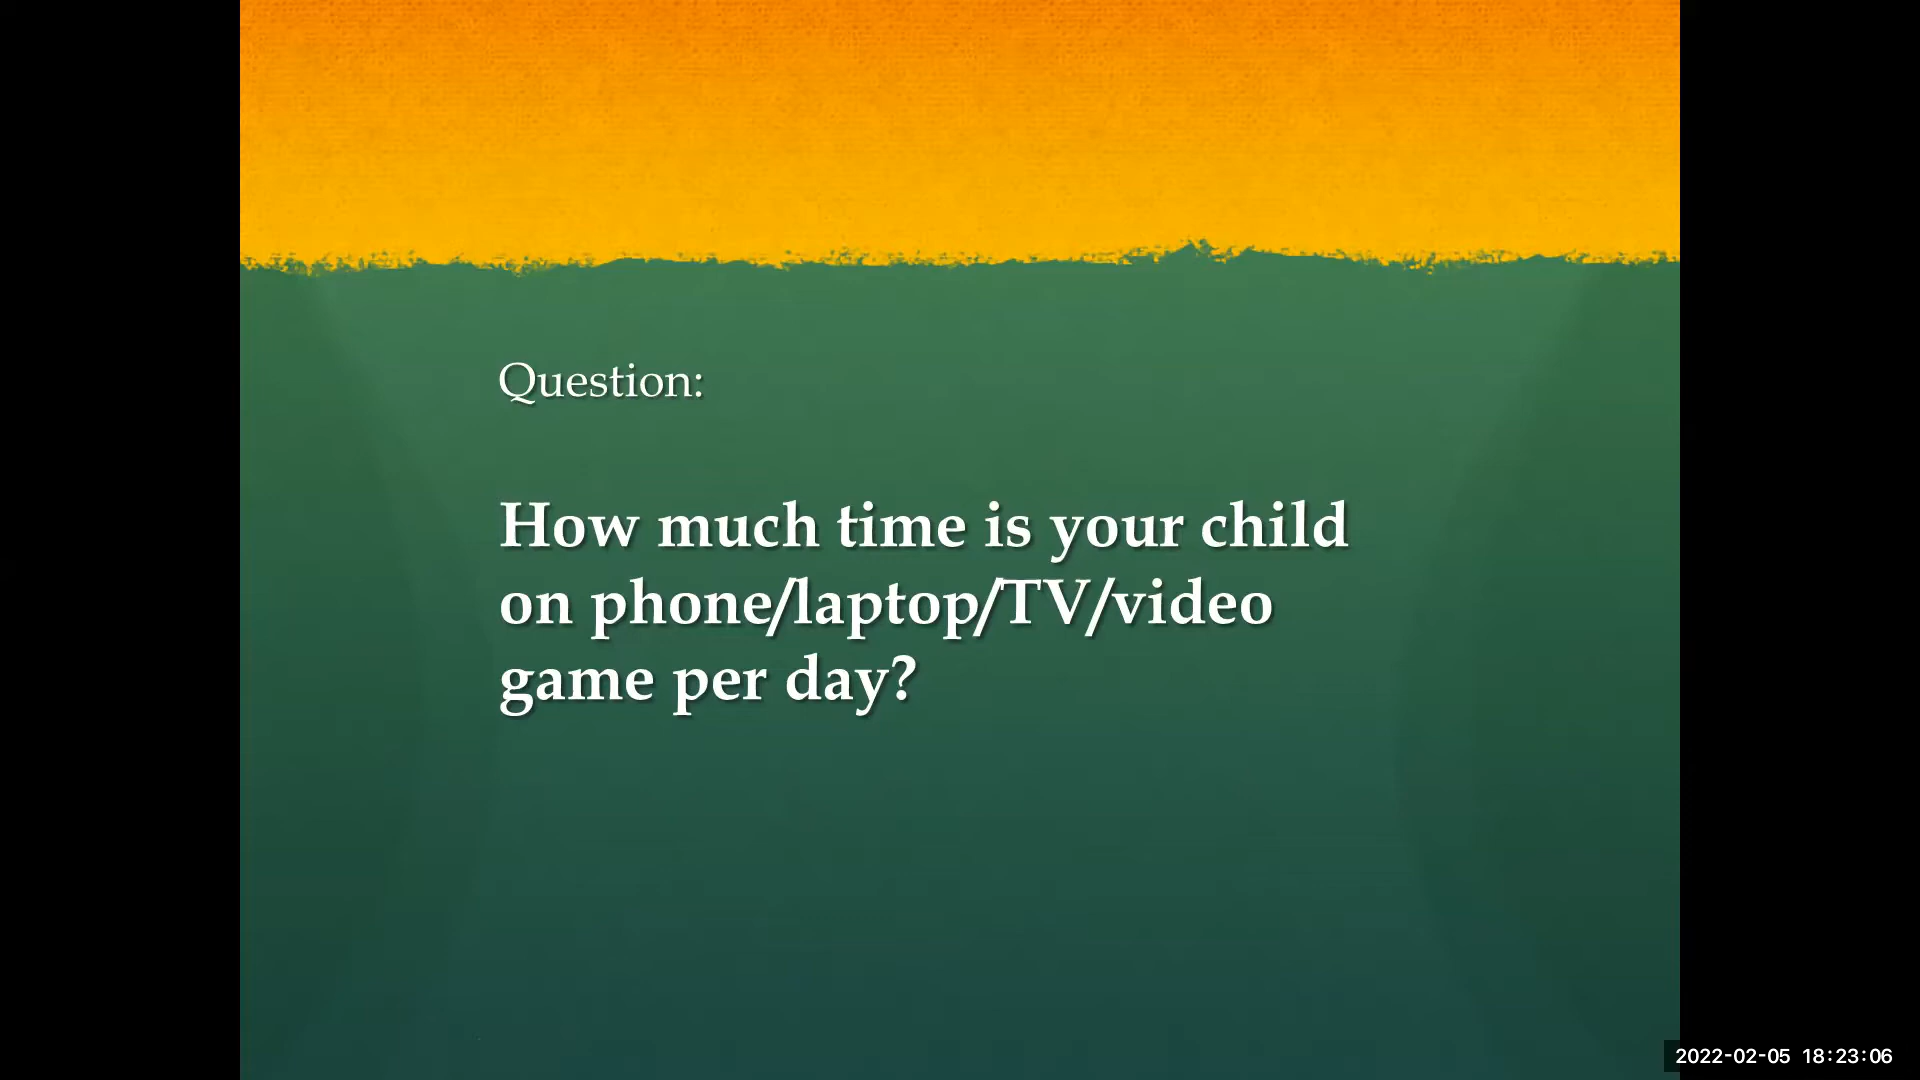 Question:
How much time is your child
on phone/laptop/TV/video
game per day?
2022-02-05 18:23:06